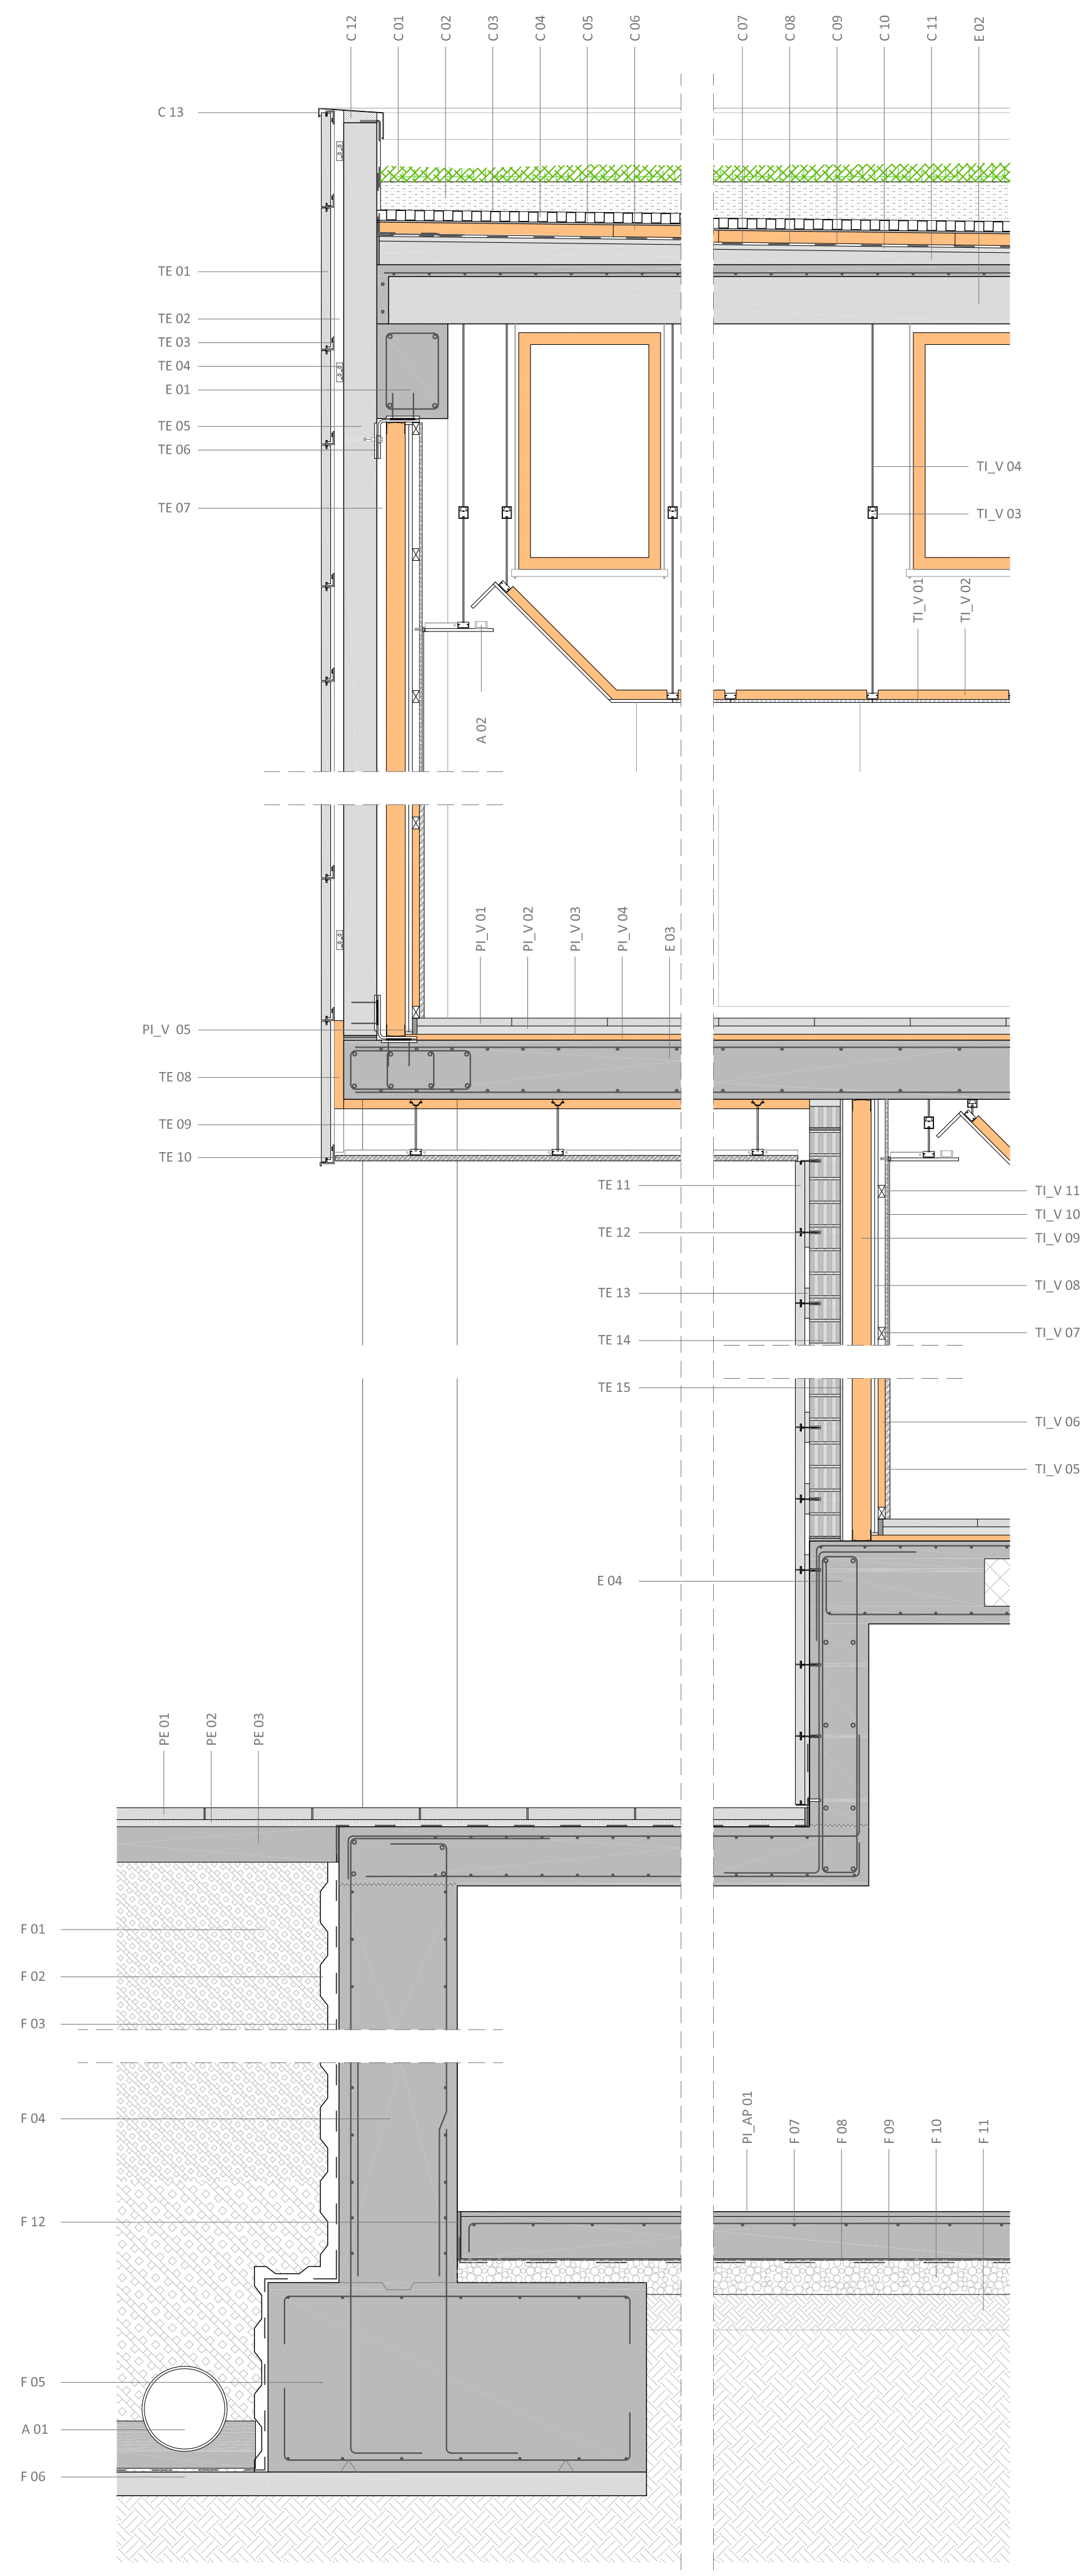 C 12
C 01
C 02
C 03
C 04
C 05
C 06
C 07
C 08
C 09
C 10
C 11
E 02
C 13
TE 01
TE 02
TE 03
TE 04
E 01
TE 05
TE 06
TE 07
TI_V 04
TI_V 03
TI_V 01
TI_V 02
A 02
PI_V 01
PI_V 02
PI_V 03
PI_V 04
E 03
PI_V 05
TE 08
TE 09
TE 10
TE 11
TE 12
TE 13
TE 14
TE 15
TI_V 11
TI_V 10
TI_V 09
TI_V 08
TI_V 07
TI_V 06
TI_V 05
E 04
PE 01
PE 02
PE 03
F 01
F 02
F 03
F 04
F 12
PI_AP 01
F 07
F 08
F 09
F 10
F 11
F 05
A 01
F 06